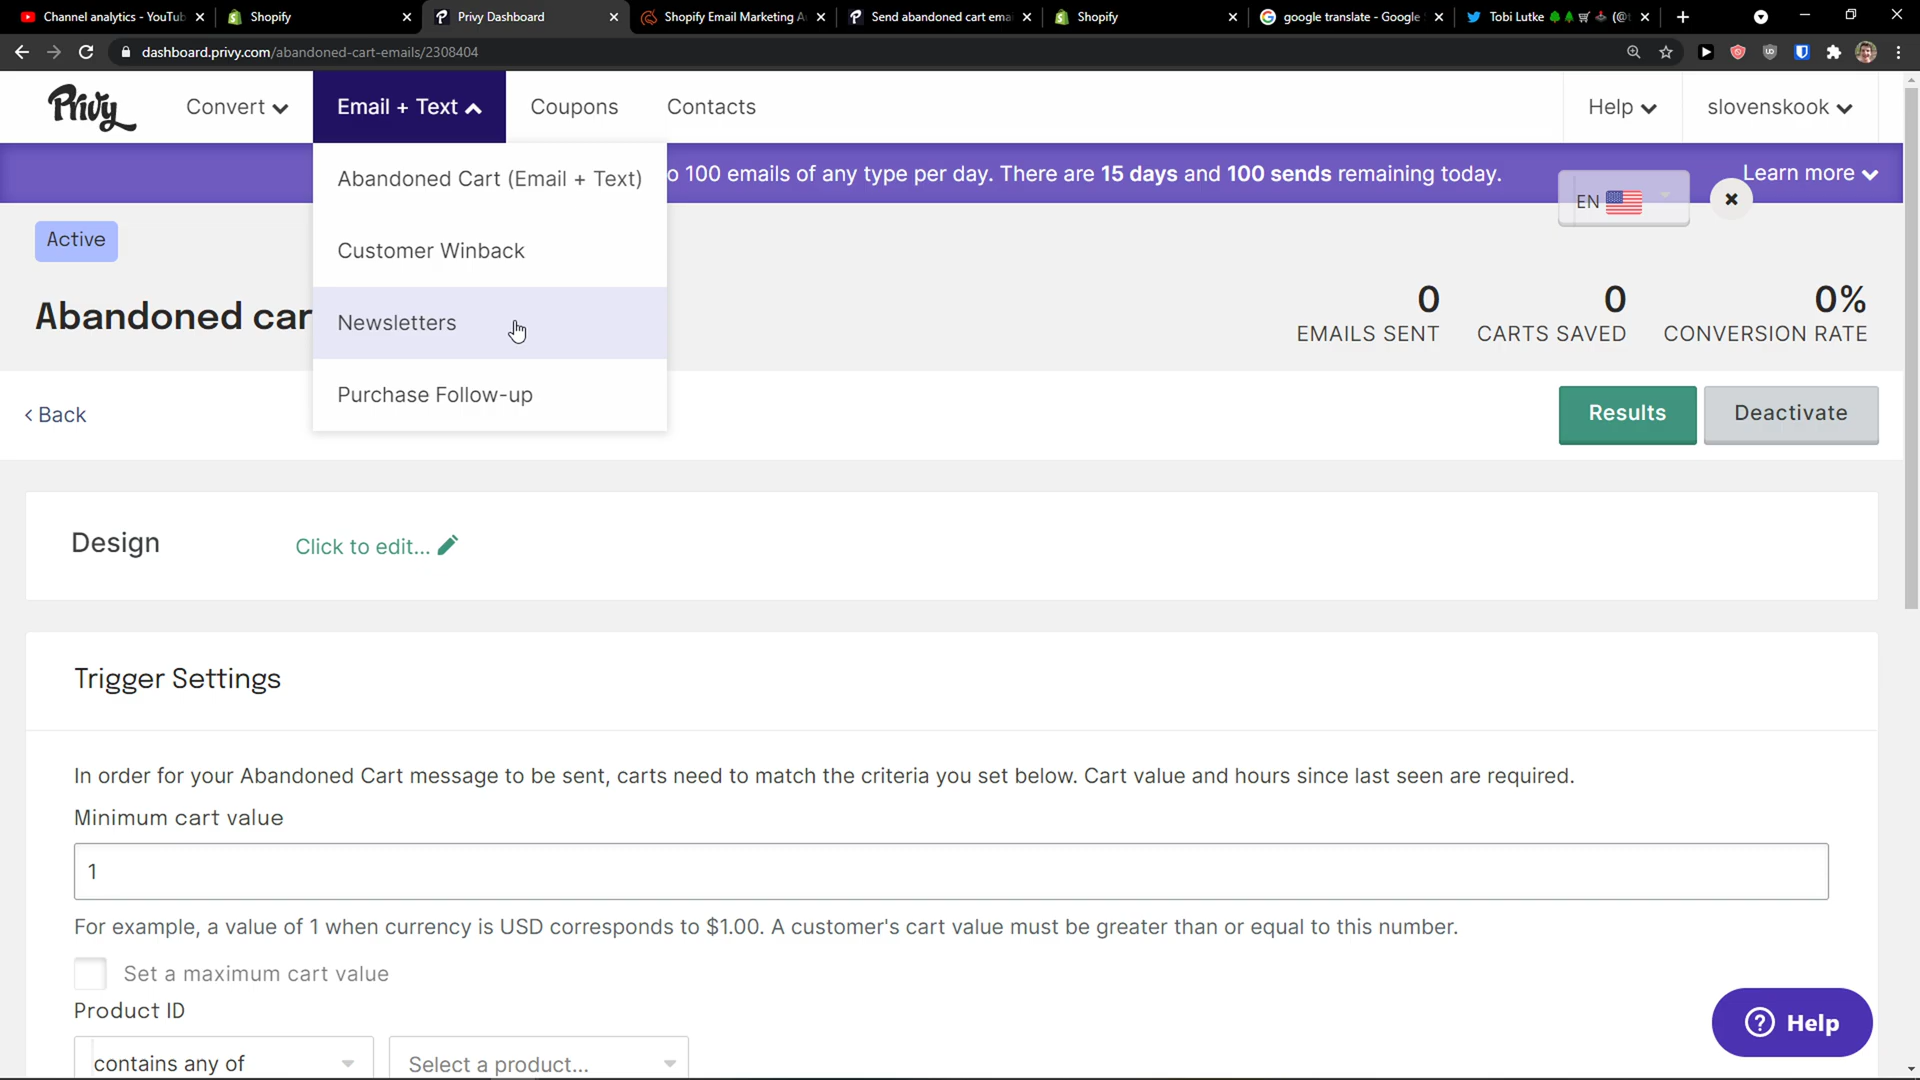 Channel analytics - YouTub
Shopify
Privy Dashboard
Shopify Email Marketing A
Send abandoned cart ema
Shopify
google translate - Google
Tobi Lutke
dashboard.privy.com/abandoned-cart-emails/2308404
Privy
Convert
Email + Text
Coupons
Contacts
Help
slovenskook
Abandoned Cart (Email + Text)
o 100 emails of any type per day. There are 15 days and 100 sends remaining today.
Learn more
EN
Active
Customer Winback
Abandoned car
Newsletters
0
EMAILS SENT
0
CARTS SAVED
0%
CONVERSION RATE
Purchase Follow-up
< Back
Results
Deactivate
Design
Click to edit...
Trigger Settings
In order for your Abandoned Cart message to be sent, carts need to match the criteria you set below. Cart value and hours since last seen are required.
Minimum cart value
1
For example, a value of 1 when currency is USD corresponds to $1.00. A customer's cart value must be greater than or equal to this number.
Set a maximum cart value
Product ID
contains any of
Select a product...
Help